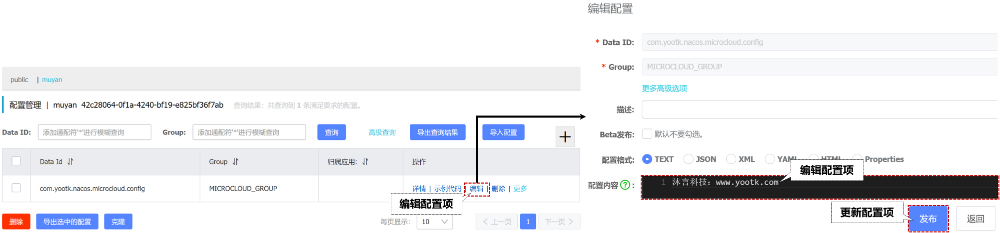 public | muyan
配置管理 | muyan 42c28064-0f1a-4240-bf19-e825bf36f7ab 查询结果：共查询到 1 条满足要求的配置。
Data ID: 添加通配符'*'进行模糊查询 Group: 添加通配符'*'进行模糊查询 查询 高级查询 导出查询结果 导入配置 +
Data Id Group 归属应用: 操作
com.yootk.nacos.microcloud.config MICROCLOUD_GROUP 详情 | 示例代码 | 编辑 | 删除 | 更多
编辑配置项
删除 导出选中的配置 克隆 每页显示: 10 < 上一页 1 下一页 >
编辑配置
* Data ID: com.yootk.nacos.microcloud.config
* Group: MICROCLOUD_GROUP
更多高级选项
描述:
Beta发布: 默认不要勾选。
配置格式: TEXT JSON XML YAML HTML Properties
编辑配置项
配置内容 ? : 1 沐言科技：www.yootk.com
更新配置项
发布 返回